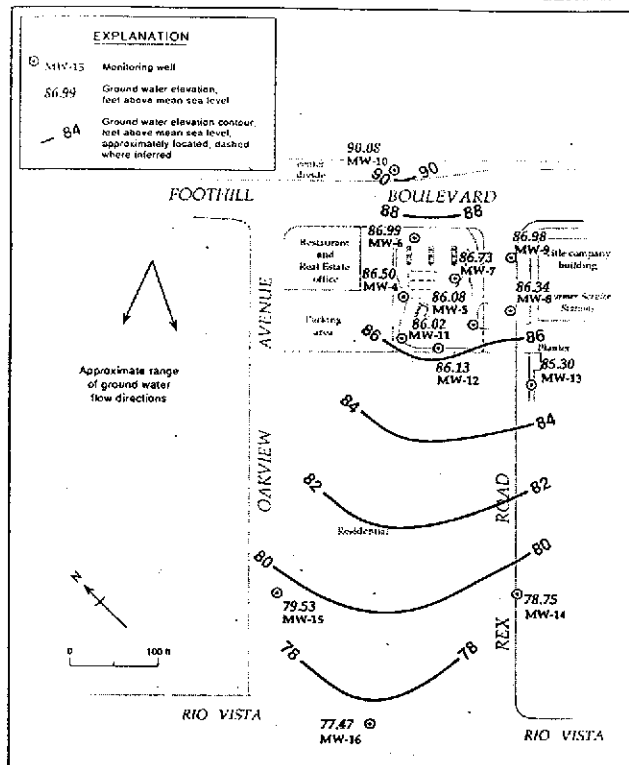 EXPLANATION
MW-13 Monitoring well
86.99 Ground water elevation,
feet above mean sea level
84 Ground water elevation contour,
feet above mean sea level,
approximately located, dashed
where inferred
90.08
MW-10
center
divide
90 90
FOOTHILL BOULEVARD
88 88
Restaurant
and
Real Estate
office
86.99
MW-6
86.73
MW-7
86.98
MW-9
Title company
building
86.50
MW-4
86.08
MW-5
86.34
MW-8
Former Service
Station
Parking
area
86.02
MW-11
86 86
86.13
MW-12
Planter
85.30
MW-13
AVENUE
OAKVIEW
Approximate range
of ground water
flow directions
84 84
82 82
Residential
ROAD
REX
80 80
N
79.53
MW-15
78.75
MW-14
0 100 ft
78 78
RIO VISTA
77.47
MW-16
RIO VISTA